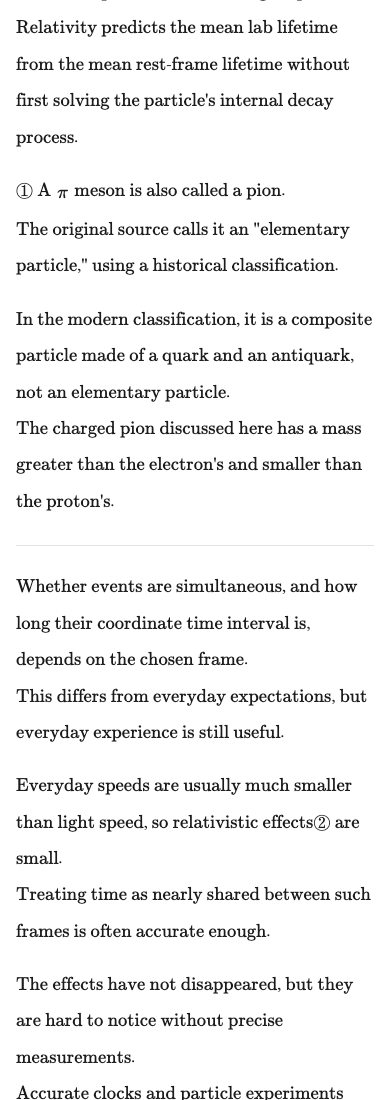 Relativity predicts the mean lab lifetime
from the mean rest-frame lifetime without
first solving the particle's internal decay
process.
① A π meson is also called a pion.
The original source calls it an "elementary
particle," using a historical classification.
In the modern classification, it is a composite
particle made of a quark and an antiquark,
not an elementary particle.
The charged pion discussed here has a mass
greater than the electron's and smaller than
the proton's.
Whether events are simultaneous, and how
long their coordinate time interval is,
depends on the chosen frame.
This differs from everyday expectations, but
everyday experience is still useful.
Everyday speeds are usually much smaller
than light speed, so relativistic effects② are
small.
Treating time as nearly shared between such
frames is often accurate enough.
The effects have not disappeared, but they
are hard to notice without precise
measurements.
Accurate clocks and particle experiments